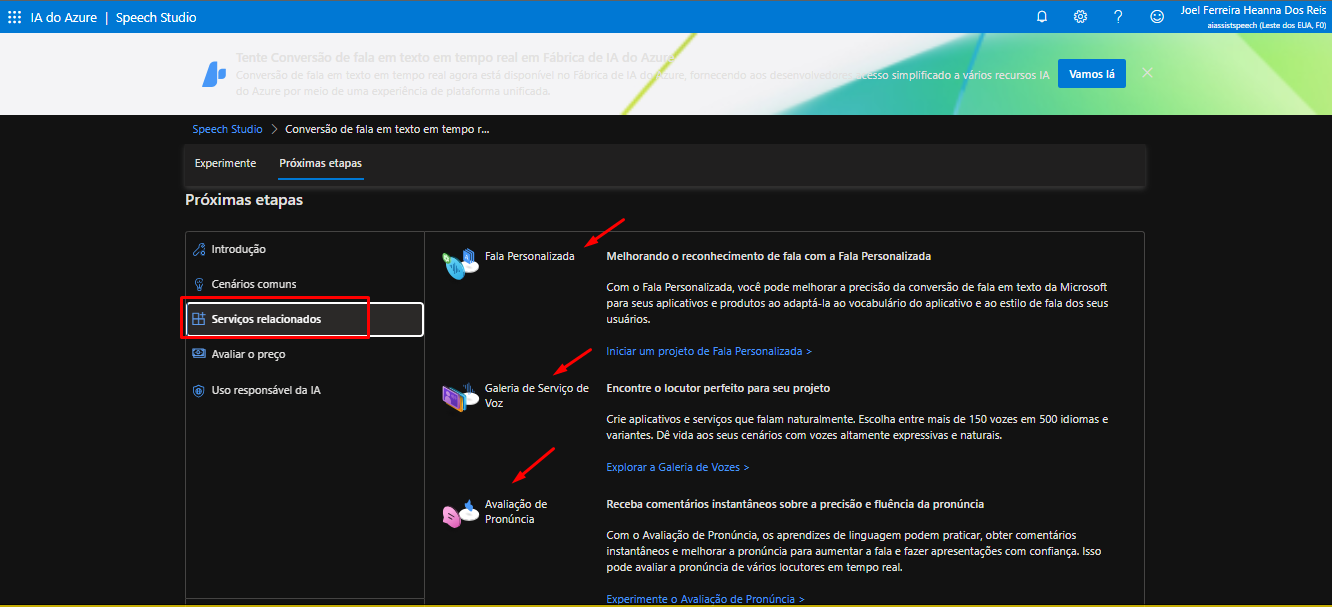 IA do Azure | Speech Studio
Joel Ferreira Heanna Dos Reis
aiassistspeech (Leste dos EUA, F0)
Tente Conversão de fala em texto em tempo real em Fábrica de IA do Azure
Conversão de fala em texto em tempo real agora está disponível no Fábrica de IA do Azure, fornecendo aos desenvolvedores acesso simplificado a vários recursos IA
do Azure por meio de uma experiência de plataforma unificada.
Vamos lá
Speech Studio > Conversão de fala em texto em tempo r...
Experimente
Próximas etapas
Próximas etapas
Introdução
Cenários comuns
Serviços relacionados
Avaliar o preço
Uso responsável da IA
Fala Personalizada
Melhorando o reconhecimento de fala com a Fala Personalizada
Com o Fala Personalizada, você pode melhorar a precisão da conversão de fala em texto da Microsoft
para seus aplicativos e produtos ao adaptá-la ao vocabulário do aplicativo e ao estilo de fala dos seus
usuários.
Iniciar um projeto de Fala Personalizada >
Galeria de Serviço de
Voz
Encontre o locutor perfeito para seu projeto
Crie aplicativos e serviços que falam naturalmente. Escolha entre mais de 150 vozes em 500 idiomas e
variantes. Dê vida aos seus cenários com vozes altamente expressivas e naturais.
Explorar a Galeria de Vozes >
Avaliação de
Pronúncia
Receba comentários instantâneos sobre a precisão e fluência da pronúncia
Com o Avaliação de Pronúncia, os aprendizes de linguagem podem praticar, obter comentários
instantâneos e melhorar a pronúncia para aumentar a fala e fazer apresentações com confiança. Isso
pode avaliar a pronúncia de vários locutores em tempo real.
Experimente o Avaliação de Pronúncia >